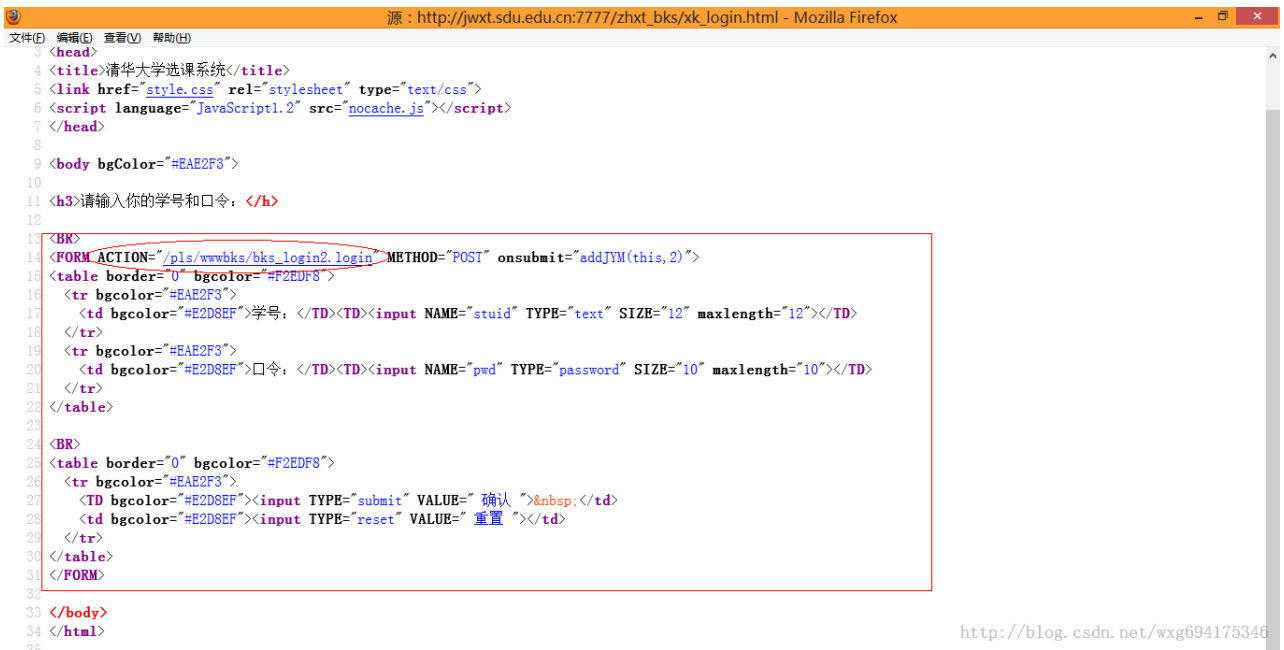 源：http://jwxt.sdu.edu.cn:7777/zhxt_bks/xk_login.html - Mozilla Firefox
文件(F) 编辑(E) 查看(V) 帮助(H)
3 <head>
4 <title>清华大学选课系统</title>
5 <link href="style.css" rel="stylesheet" type="text/css">
6 <script language="JavaScript1.2" src="nocache.js"></script>
7 </head>
8
9 <body bgColor="#EAE2F3">
10
11 <h3>请输入你的学号和口令：</h>
12
13 <BR>
14 <FORM ACTION="/pls/wwwbks/bks_login2.login" METHOD="POST" onsubmit="addJYM(this,2)">
15 <table border="0" bgcolor="#F2EDF8">
16 <tr bgcolor="#EAE2F3">
17 <td bgcolor="#E2D8EF">学号：</TD><TD><input NAME="stuid" TYPE="text" SIZE="12" maxlength="12"></TD>
18 </tr>
19 <tr bgcolor="#EAE2F3">
20 <td bgcolor="#E2D8EF">口令：</TD><TD><input NAME="pwd" TYPE="password" SIZE="10" maxlength="10"></TD>
21 </tr>
22 </table>
23
24 <BR>
25 <table border="0" bgcolor="#F2EDF8">
26 <tr bgcolor="#EAE2F3">
27 <TD bgcolor="#E2D8EF"><input TYPE="submit" VALUE=" 确认 ">&nbsp;</td>
28 <td bgcolor="#E2D8EF"><input TYPE="reset" VALUE=" 重置 "></td>
29 </tr>
30 </table>
31 </FORM>
32
33 </body>
34 </html>
35
http://blog.csdn.net/wxg694175346